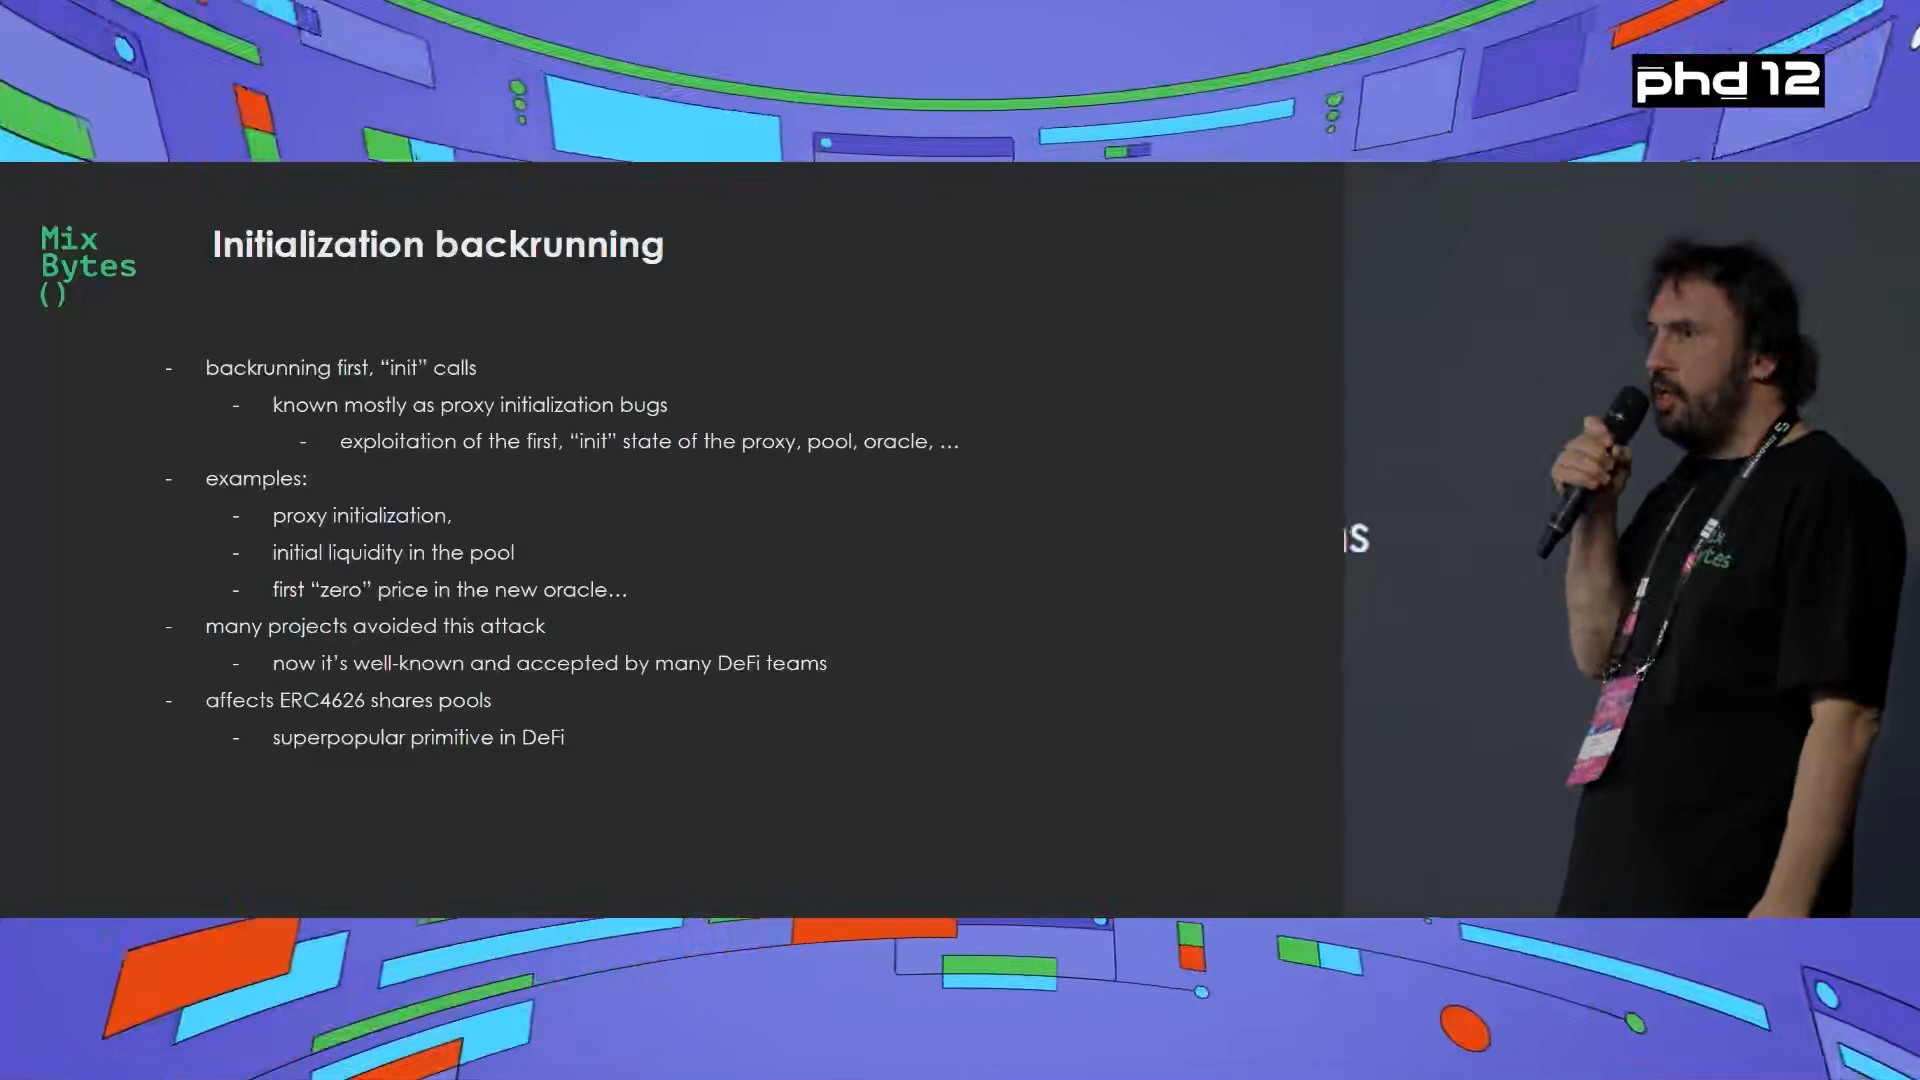 phd 12
Mix
Bytes
()
Initialization backrunning
- backrunning first, “init” calls
- known mostly as proxy initialization bugs
- exploitation of the first, “init” state of the proxy, pool, oracle, ...
- examples:
- proxy initialization,
- initial liquidity in the pool
- first “zero” price in the new oracle...
- many projects avoided this attack
- now it’s well-known and accepted by many DeFi teams
- affects ERC4626 shares pools
- superpopular primitive in DeFi